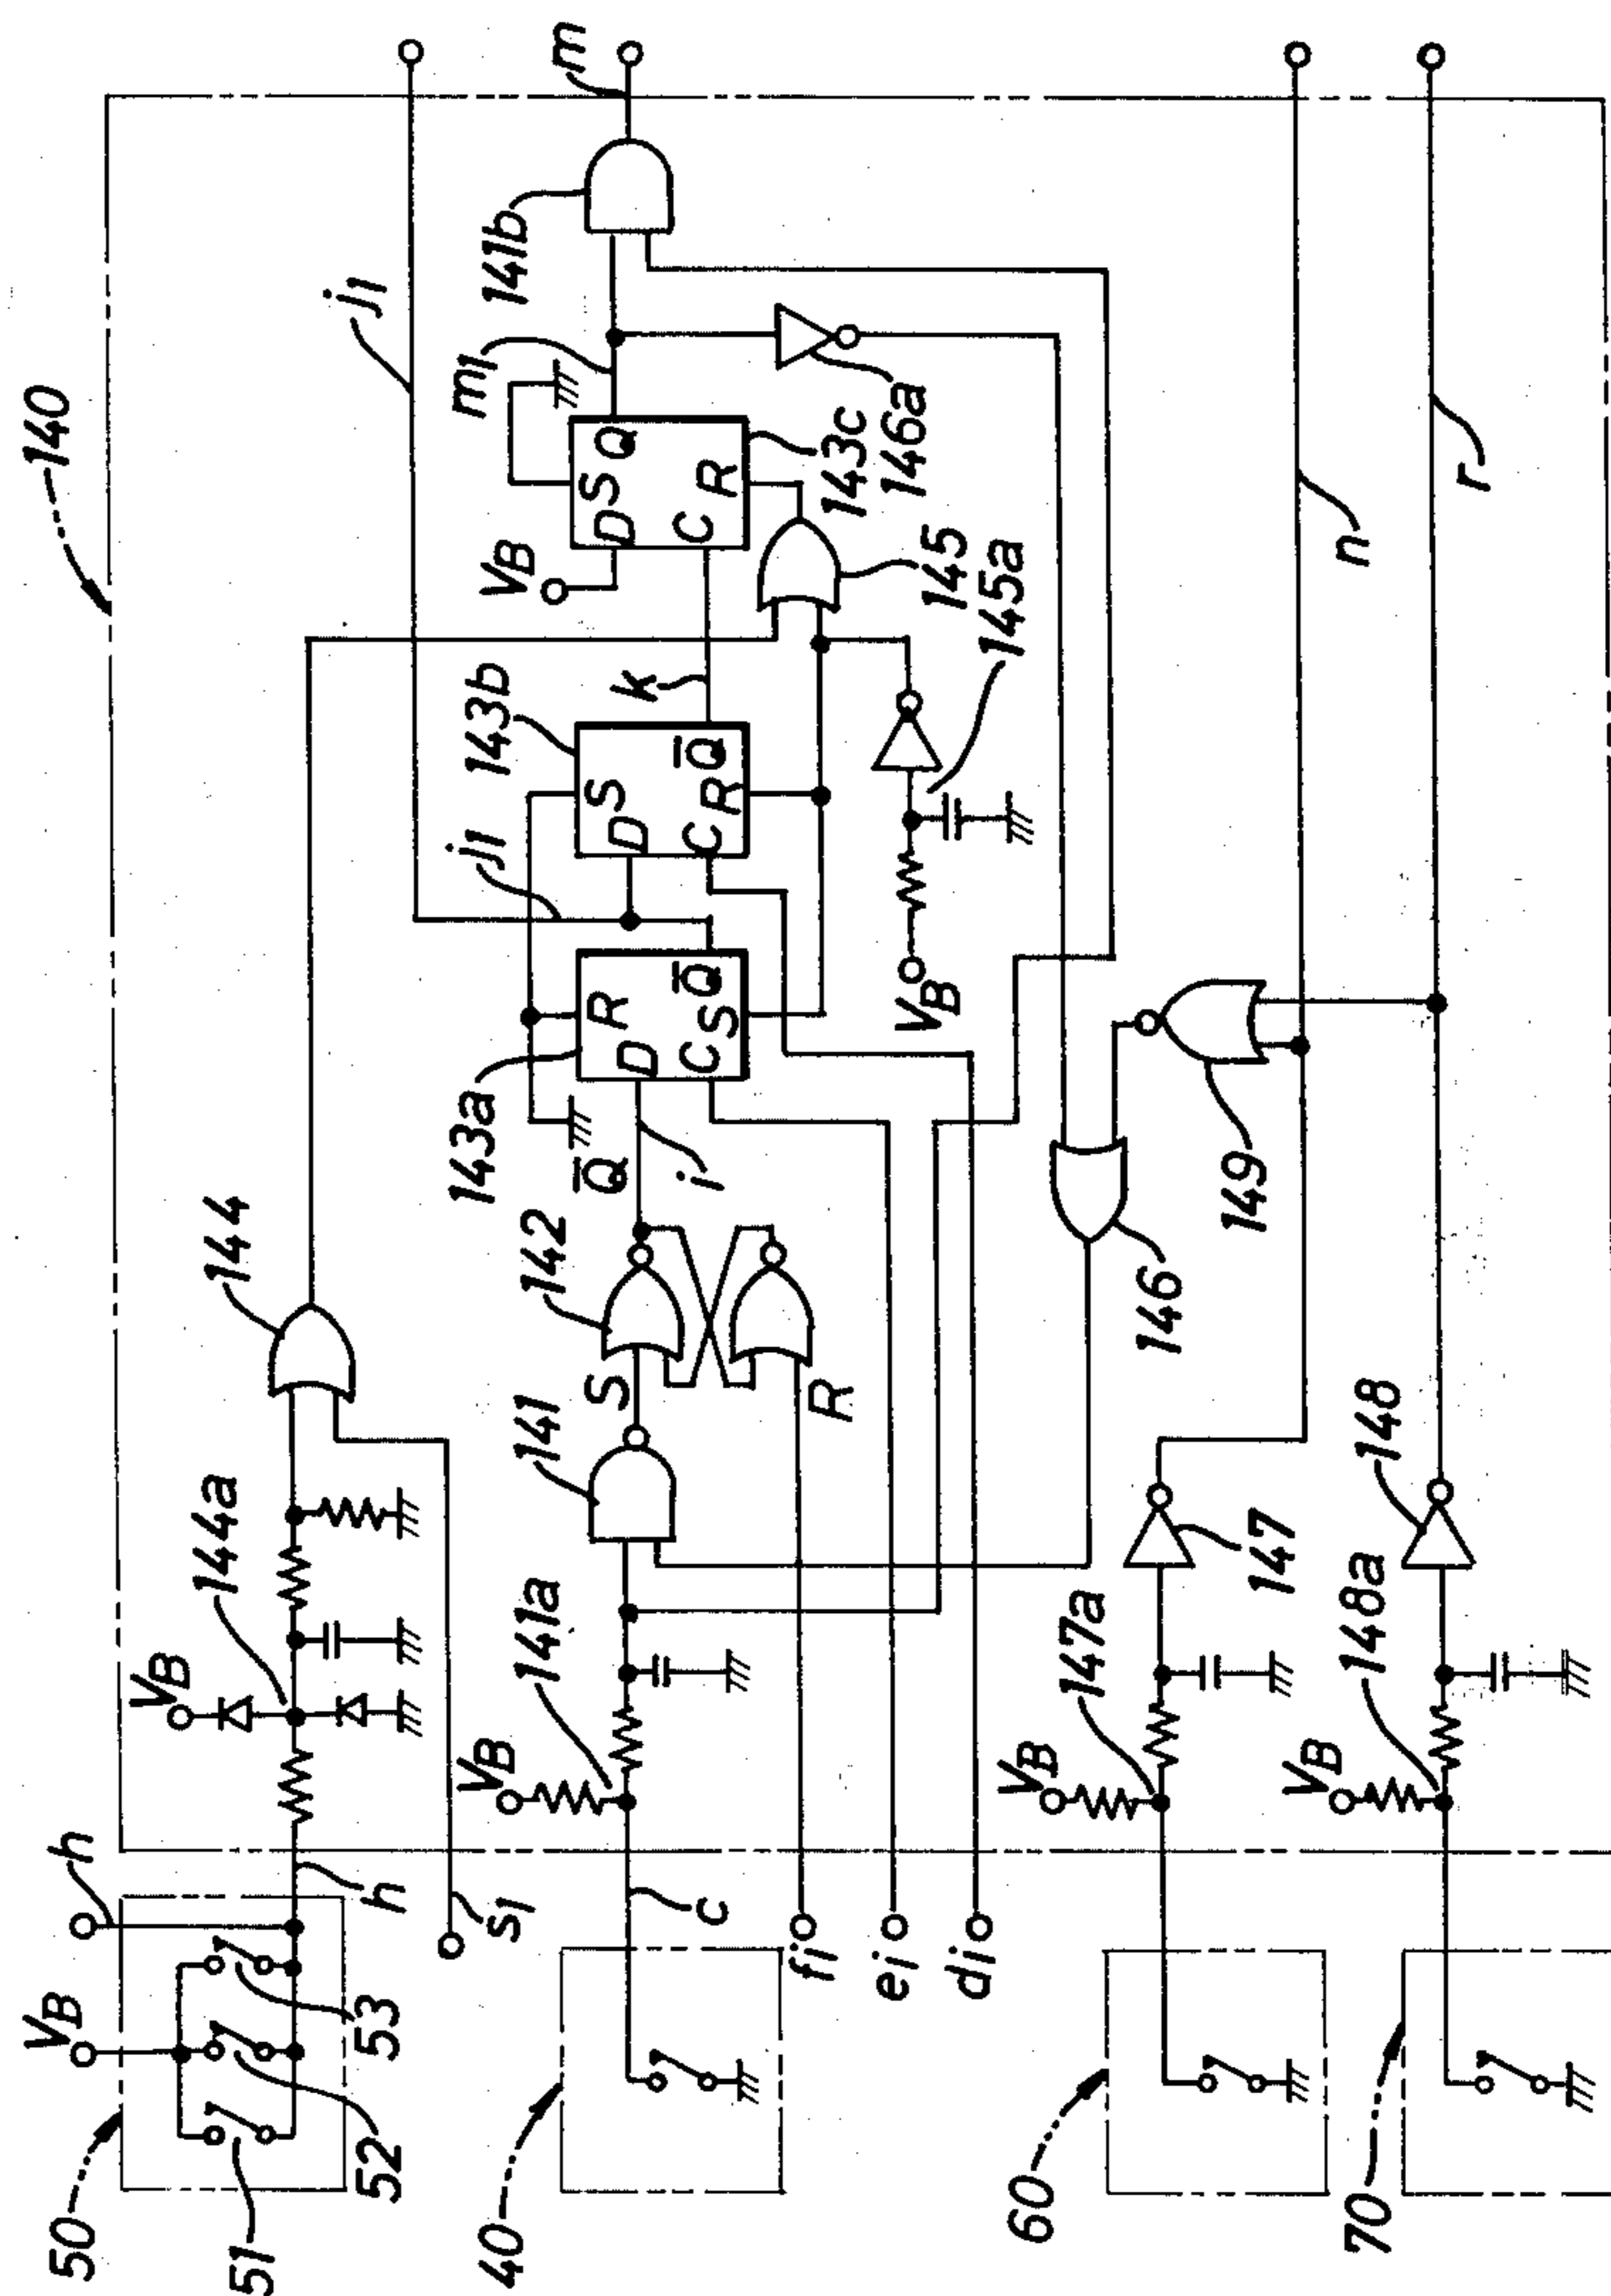 140
h
VB
50
51
52
53
h
s1
VB
144a
144
j1
j1
40
c
VB
141a
141
S
142
R
Q̅
i
143a
R
D
C
S
Q̅
143b
S
D
C
R
Q̅
k
VB
S
D
Q
C
R
m1
143c
141b
m
146a
145
145a
VB
fi
ei
di
60
VB
147a
147
146
149
n
70
VB
148a
148
r